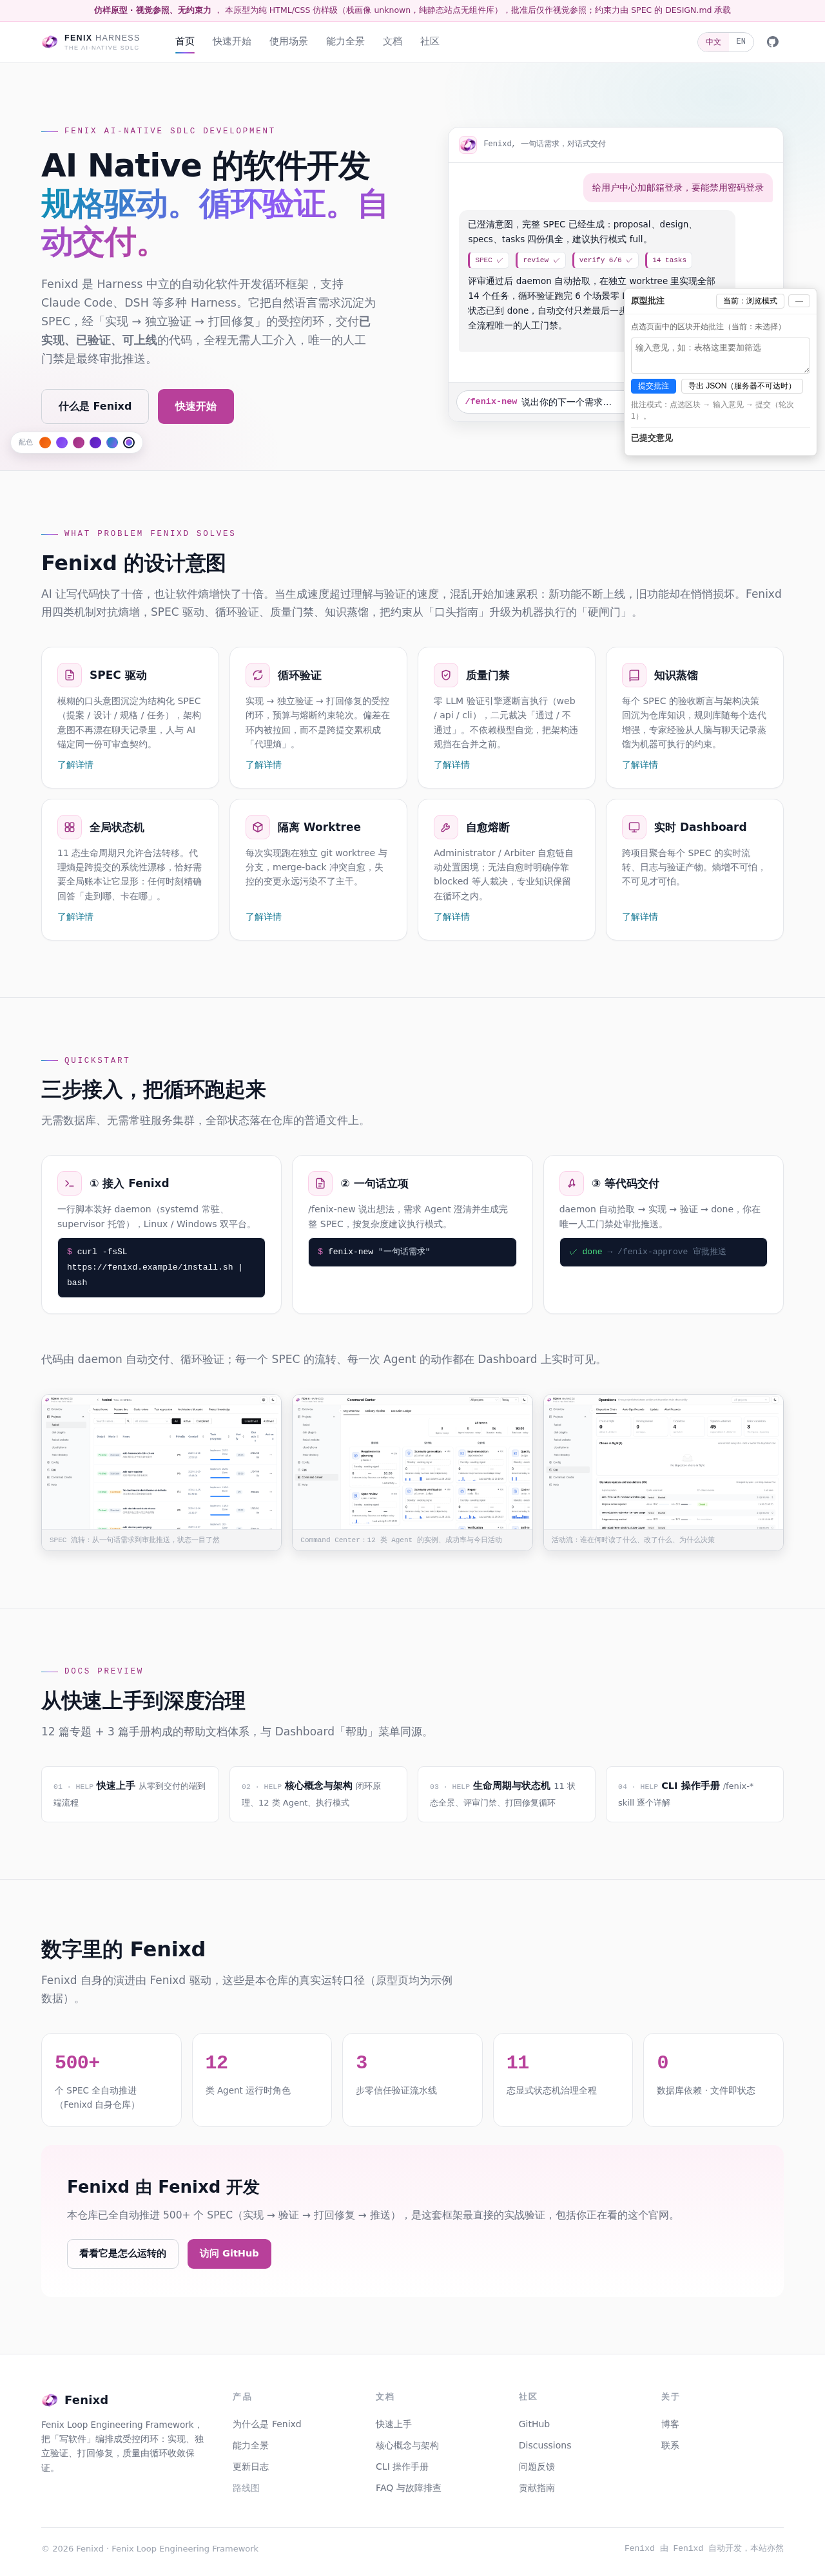 仿样原型 · 视觉参照、无约束力 ， 本原型为纯 HTML/CSS 仿样级（栈画像 unknown，纯静态站点无组件库），批准后仅作视觉参照；约束力由 SPEC 的 DESIGN.md 承载
FENIX HARNESS
THE AI-NATIVE SDLC
首页 快速开始 使用场景 能力全景 文档 社区
中文 EN
FENIX AI-NATIVE SDLC DEVELOPMENT
AI Native 的软件开发
规格驱动。循环验证。自
动交付。
Fenixd 是 Harness 中立的自动化软件开发循环框架，支持
Claude Code、DSH 等多种 Harness。它把自然语言需求沉淀为
SPEC，经「实现 → 独立验证 → 打回修复」的受控闭环，交付已
实现、已验证、可上线的代码，全程无需人工介入，唯一的人工
门禁是最终审批推送。
什么是 Fenixd
快速开始
配色
Fenixd, 一句话需求，对话式交付
给用户中心加邮箱登录，要能禁用密码登录
已澄清意图，完整 SPEC 已经生成：proposal、design、
specs、tasks 四份俱全，建议执行模式 full。
SPEC ✓ review ✓ verify 6/6 ✓ 14 tasks
评审通过后 daemon 自动拾取，在独立 worktree 里实现全部
14 个任务，循环验证跑完 6 个场景零
状态已到 done，自动交付只差最后一步
全流程唯一的人工门禁。
/fenix-new 说出你的下一个需求…
原型批注
当前：浏览模式
—
点选页面中的区块开始批注（当前：未选择）
输入意见，如：表格这里要加筛选
提交批注
导出 JSON（服务器不可达时）
批注模式：点选区块 → 输入意见 → 提交（轮次
1）。
已提交意见
WHAT PROBLEM FENIXD SOLVES
Fenixd 的设计意图
AI 让写代码快了十倍，也让软件熵增快了十倍。当生成速度超过理解与验证的速度，混乱开始加速累积：新功能不断上线，旧功能却在悄悄损坏。Fenixd
用四类机制对抗熵增，SPEC 驱动、循环验证、质量门禁、知识蒸馏，把约束从「口头指南」升级为机器执行的「硬闸门」。
SPEC 驱动
模糊的口头意图沉淀为结构化 SPEC
（提案 / 设计 / 规格 / 任务），架构
意图不再漂在聊天记录里，人与 AI
锚定同一份可审查契约。
了解详情
循环验证
实现 → 独立验证 → 打回修复的受控
闭环，预算与熔断约束轮次。偏差在
环内被拉回，而不是跨提交累积成
「代理熵」。
了解详情
质量门禁
零 LLM 验证引擎逐断言执行（web
/ api / cli），二元裁决「通过 / 不
通过」。不依赖模型自觉，把架构违
规挡在合并之前。
了解详情
知识蒸馏
每个 SPEC 的验收断言与架构决策
回沉为仓库知识，规则库随每个迭代
增强，专家经验从人脑与聊天记录蒸
馏为机器可执行的约束。
了解详情
全局状态机
11 态生命周期只允许合法转移。代
理熵是跨提交的系统性漂移，恰好需
要全局账本让它显形：任何时刻精确
回答「走到哪、卡在哪」。
了解详情
隔离 Worktree
每次实现跑在独立 git worktree 与
分支，merge-back 冲突自愈，失
控的变更永远污染不了主干。
了解详情
自愈熔断
Administrator / Arbiter 自愈链自
动处置困境；无法自愈时明确停靠
blocked 等人裁决，专业知识保留
在循环之内。
了解详情
实时 Dashboard
跨项目聚合每个 SPEC 的实时流
转、日志与验证产物。熵增不可怕，
不可见才可怕。
了解详情
QUICKSTART
三步接入，把循环跑起来
无需数据库、无需常驻服务集群，全部状态落在仓库的普通文件上。
① 接入 Fenixd
一行脚本装好 daemon（systemd 常驻、
supervisor 托管），Linux / Windows 双平台。
$ curl -fsSL
https://fenixd.example/install.sh |
bash
② 一句话立项
/fenix-new 说出想法，需求 Agent 澄清并生成完
整 SPEC，按复杂度建议执行模式。
$ fenix-new "一句话需求"
③ 等代码交付
daemon 自动拾取 → 实现 → 验证 → done，你在
唯一人工门禁处审批推送。
✓ done → /fenix-approve 审批推送
代码由 daemon 自动交付、循环验证；每一个 SPEC 的流转、每一次 Agent 的动作都在 Dashboard 上实时可见。
Command Center
Operations
SPEC 流转：从一句话需求到审批推送，状态一目了然
Command Center：12 类 Agent 的实例、成功率与今日活动
活动流：谁在何时读了什么、改了什么、为什么决策
DOCS PREVIEW
从快速上手到深度治理
12 篇专题 + 3 篇手册构成的帮助文档体系，与 Dashboard「帮助」菜单同源。
01 · HELP 快速上手 从零到交付的端到
端流程
02 · HELP 核心概念与架构 闭环原
理、12 类 Agent、执行模式
03 · HELP 生命周期与状态机 11 状
态全景、评审门禁、打回修复循环
04 · HELP CLI 操作手册 /fenix-*
skill 逐个详解
数字里的 Fenixd
Fenixd 自身的演进由 Fenixd 驱动，这些是本仓库的真实运转口径（原型页均为示例
数据）。
500+
个 SPEC 全自动推进
（Fenixd 自身仓库）
12
类 Agent 运行时角色
3
步零信任验证流水线
11
态显式状态机治理全程
0
数据库依赖 · 文件即状态
Fenixd 由 Fenixd 开发
本仓库已全自动推进 500+ 个 SPEC（实现 → 验证 → 打回修复 → 推送），是这套框架最直接的实战验证，包括你正在看的这个官网。
看看它是怎么运转的
访问 GitHub
Fenixd
Fenix Loop Engineering Framework，
把「写软件」编排成受控闭环：实现、独
立验证、打回修复，质量由循环收敛保
证。
产品
为什么是 Fenixd
能力全景
更新日志
路线图
文档
快速上手
核心概念与架构
CLI 操作手册
FAQ 与故障排查
社区
GitHub
Discussions
问题反馈
贡献指南
关于
博客
联系
© 2026 Fenixd · Fenix Loop Engineering Framework
Fenixd 由 Fenixd 自动开发，本站亦然